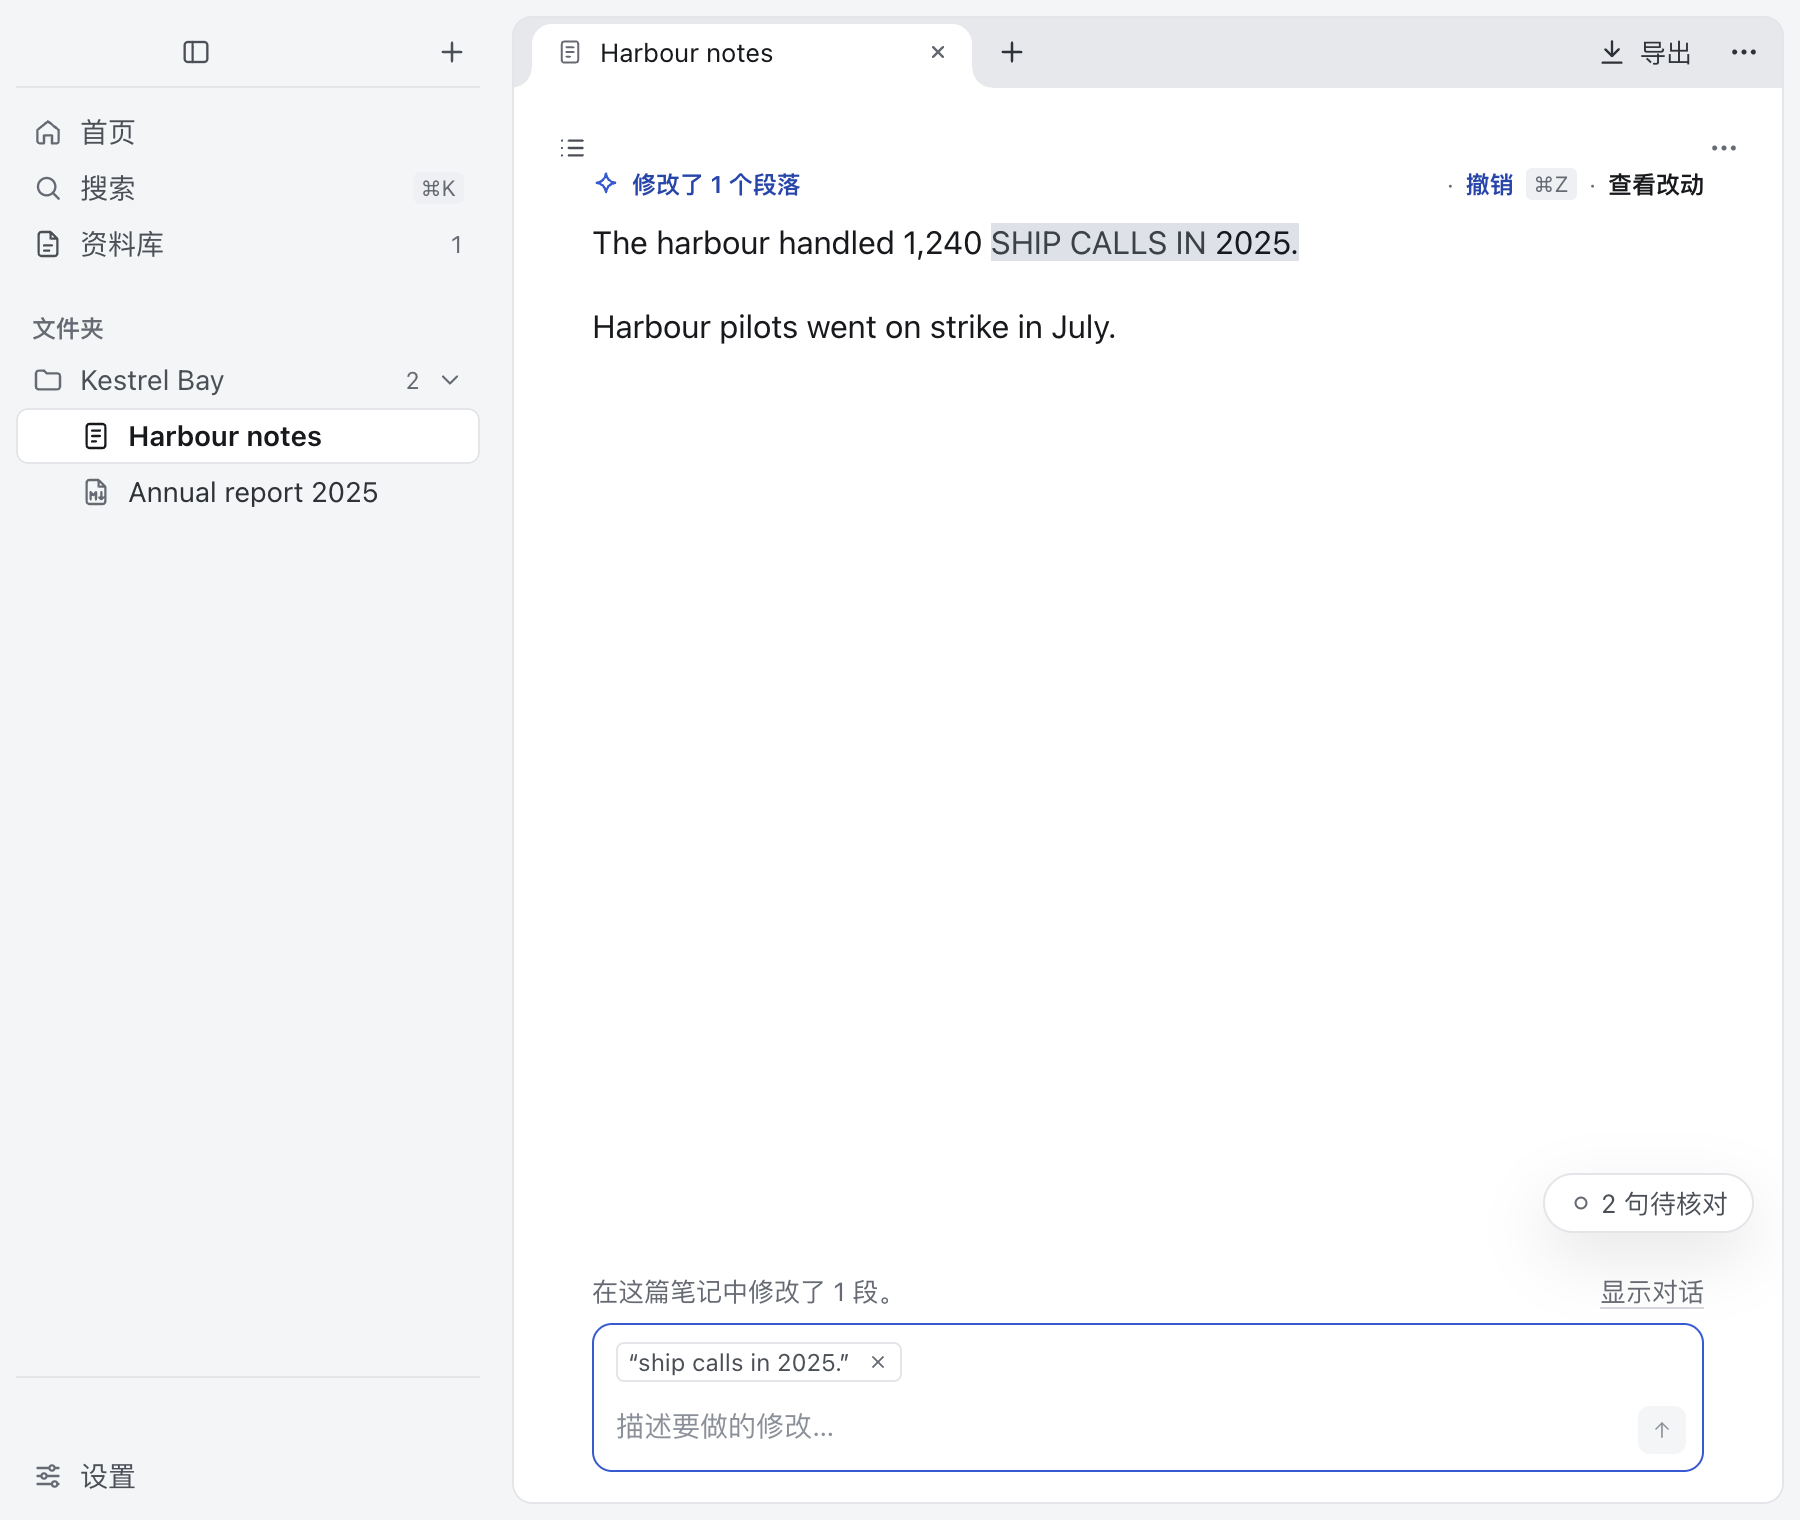 首页
搜索 ⌘K
资料库 1
文件夹
Kestrel Bay 2
Harbour notes
Annual report 2025
设置
Harbour notes
导出
修改了 1 个段落 · 撤销 ⌘Z · 查看改动
The harbour handled 1,240 SHIP CALLS IN 2025.
Harbour pilots went on strike in July.
2 句待核对
在这篇笔记中修改了 1 段。 显示对话
“ship calls in 2025.”
描述要做的修改...